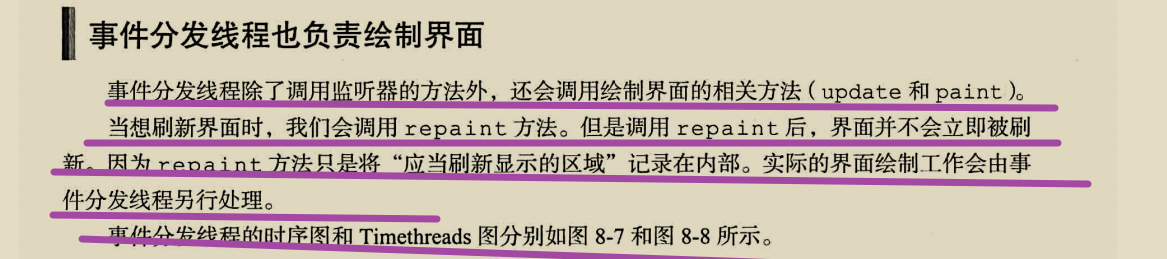 事件分发线程也负责绘制界面
事件分发线程除了调用监听器的方法外，还会调用绘制界面的相关方法（update 和 paint）。
当想刷新界面时，我们会调用 repaint 方法。但是调用 repaint 后，界面并不会立即被刷
新。因为 repaint 方法只是将“应当刷新显示的区域”记录在内部。实际的界面绘制工作会由事
件分发线程另行处理。
事件分发线程的时序图和 Timethreads 图分别如图 8-7 和图 8-8 所示。